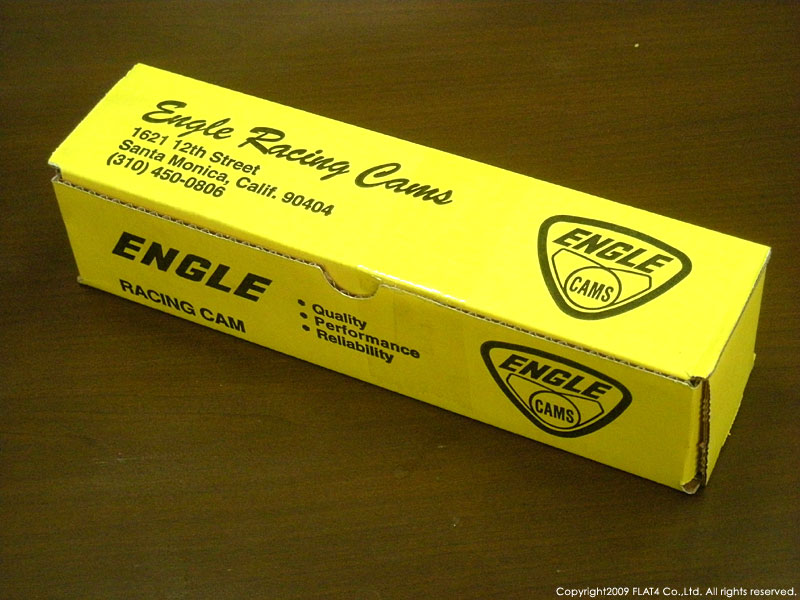 Engle Racing Cams
1621 12th Street
Santa Monica, Calif. 90404
(310) 450-0806
ENGLE
CAMS
ENGLE
RACING CAM
• Quality
• Performance
• Reliability
ENGLE
CAMS
Copyright2009 FLAT4 Co.,Ltd. All rights reserved.